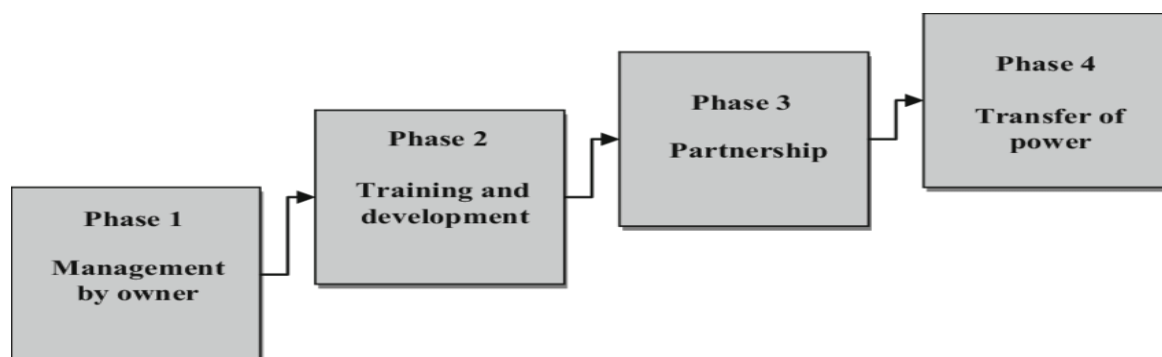 Phase 1
Management
by owner
Phase 2
Training and
development
Phase 3
Partnership
Phase 4
Transfer of
power